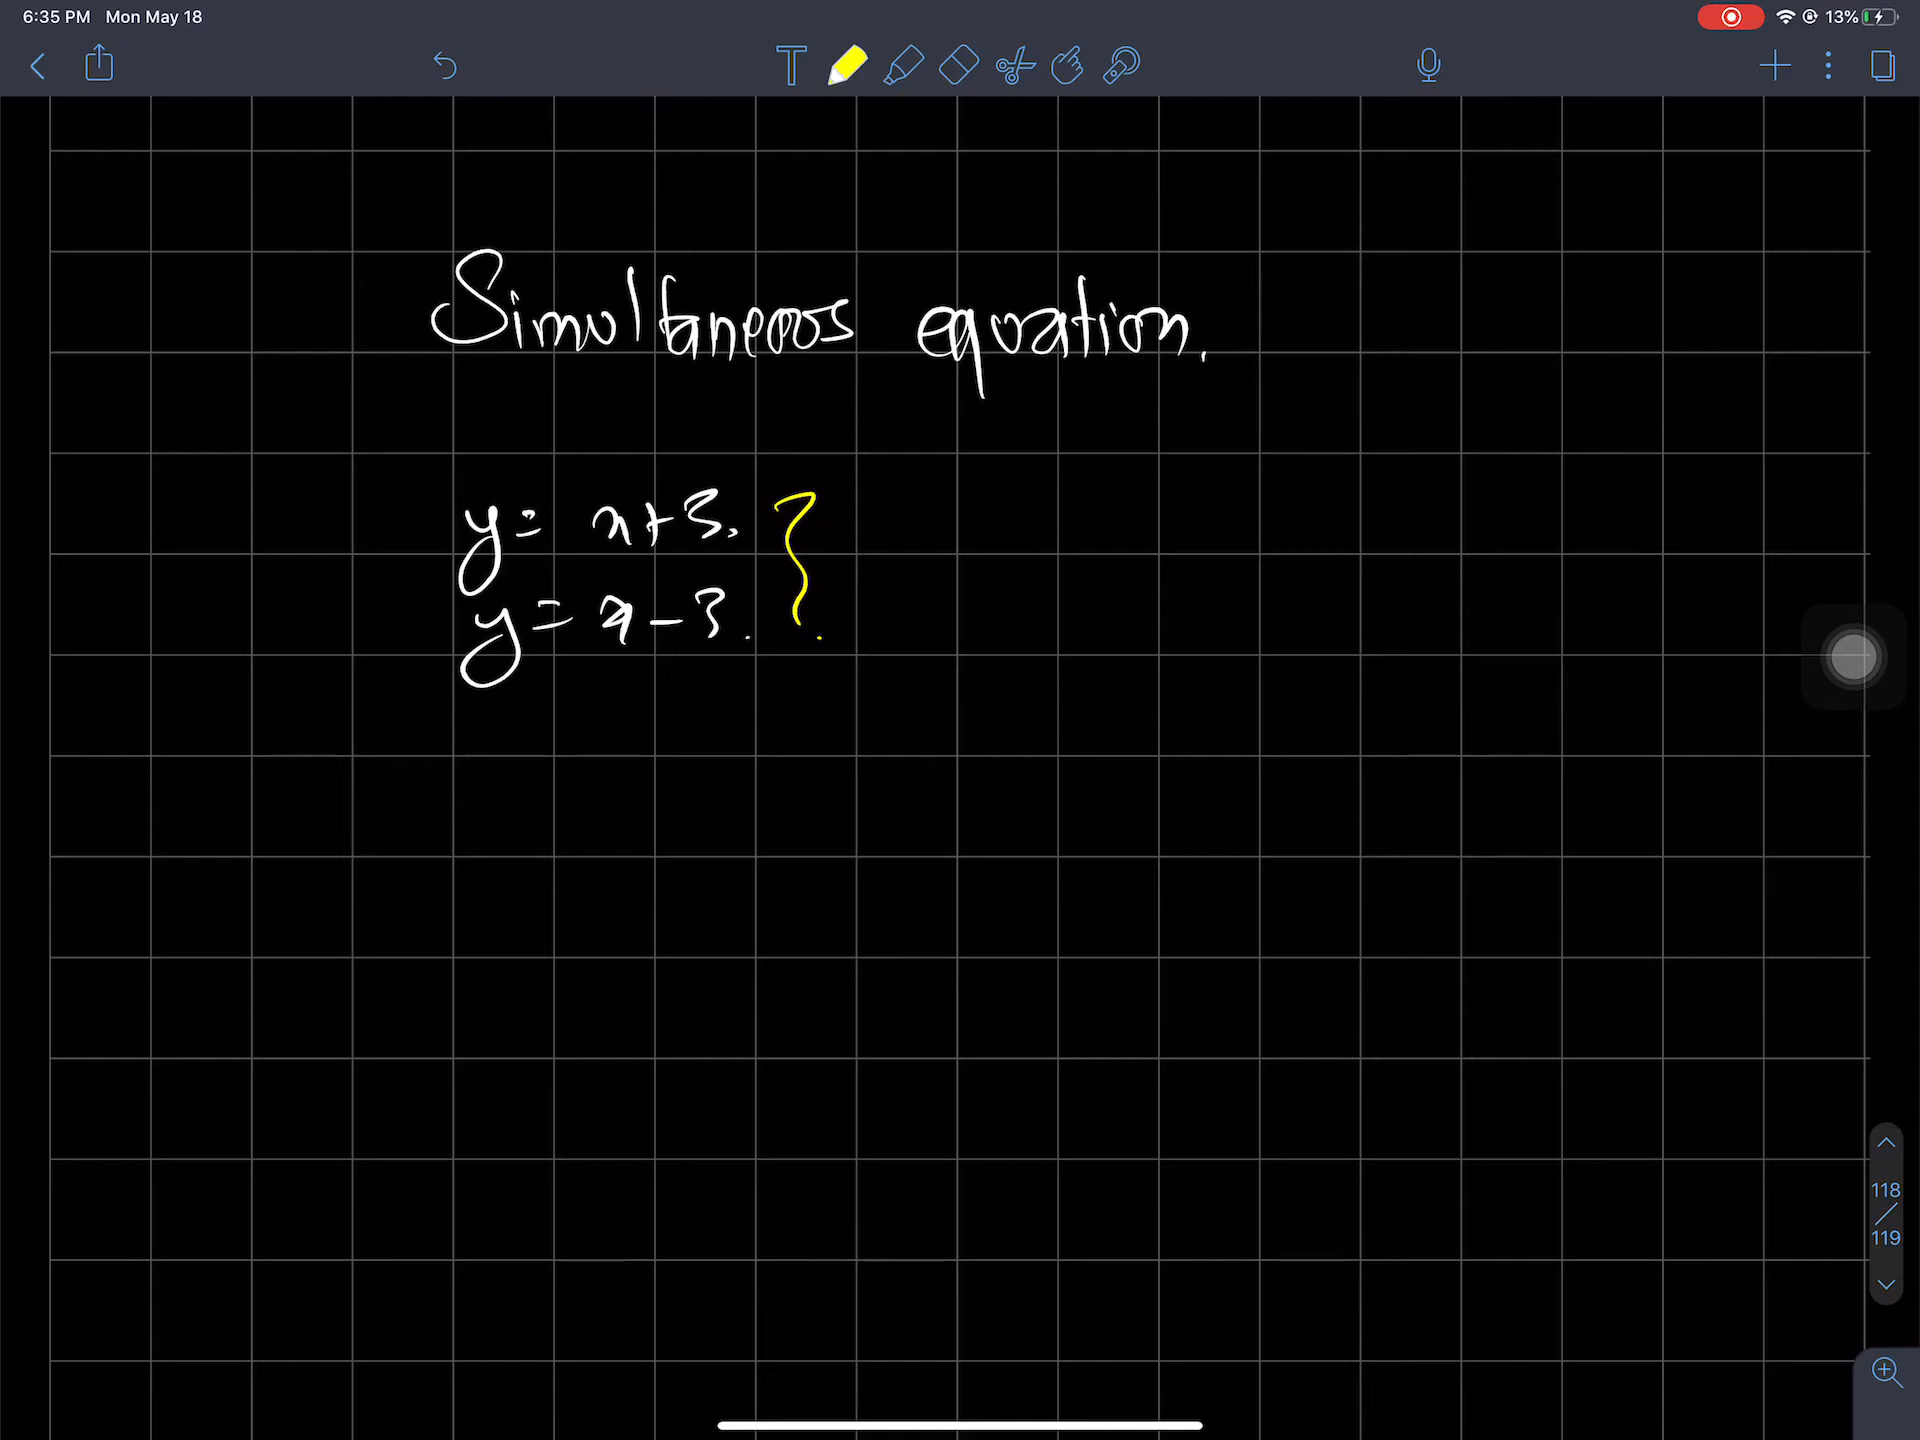 6:35 PM Mon May 18
13%
T
Simultaneous equation.
y = x + 3.
y = x - 3.
118
119